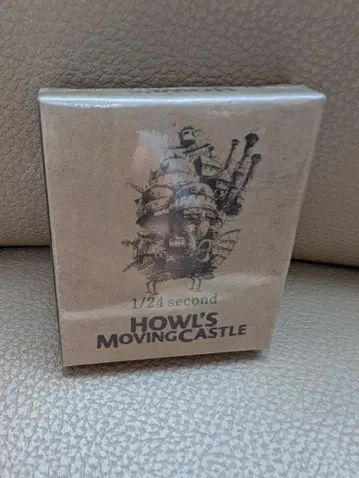 1/24 second
HOWL'S
MOVINGCASTLE